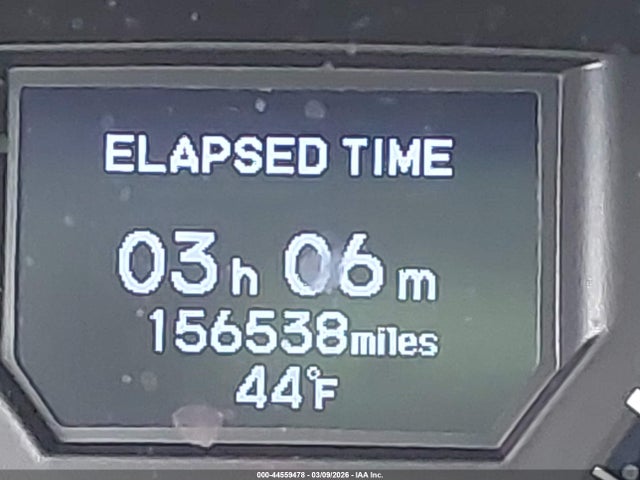 ELAPSED TIME
03h 06m
156538miles
44°F
000-44559478 - 03/09/2026 - IAA Inc.